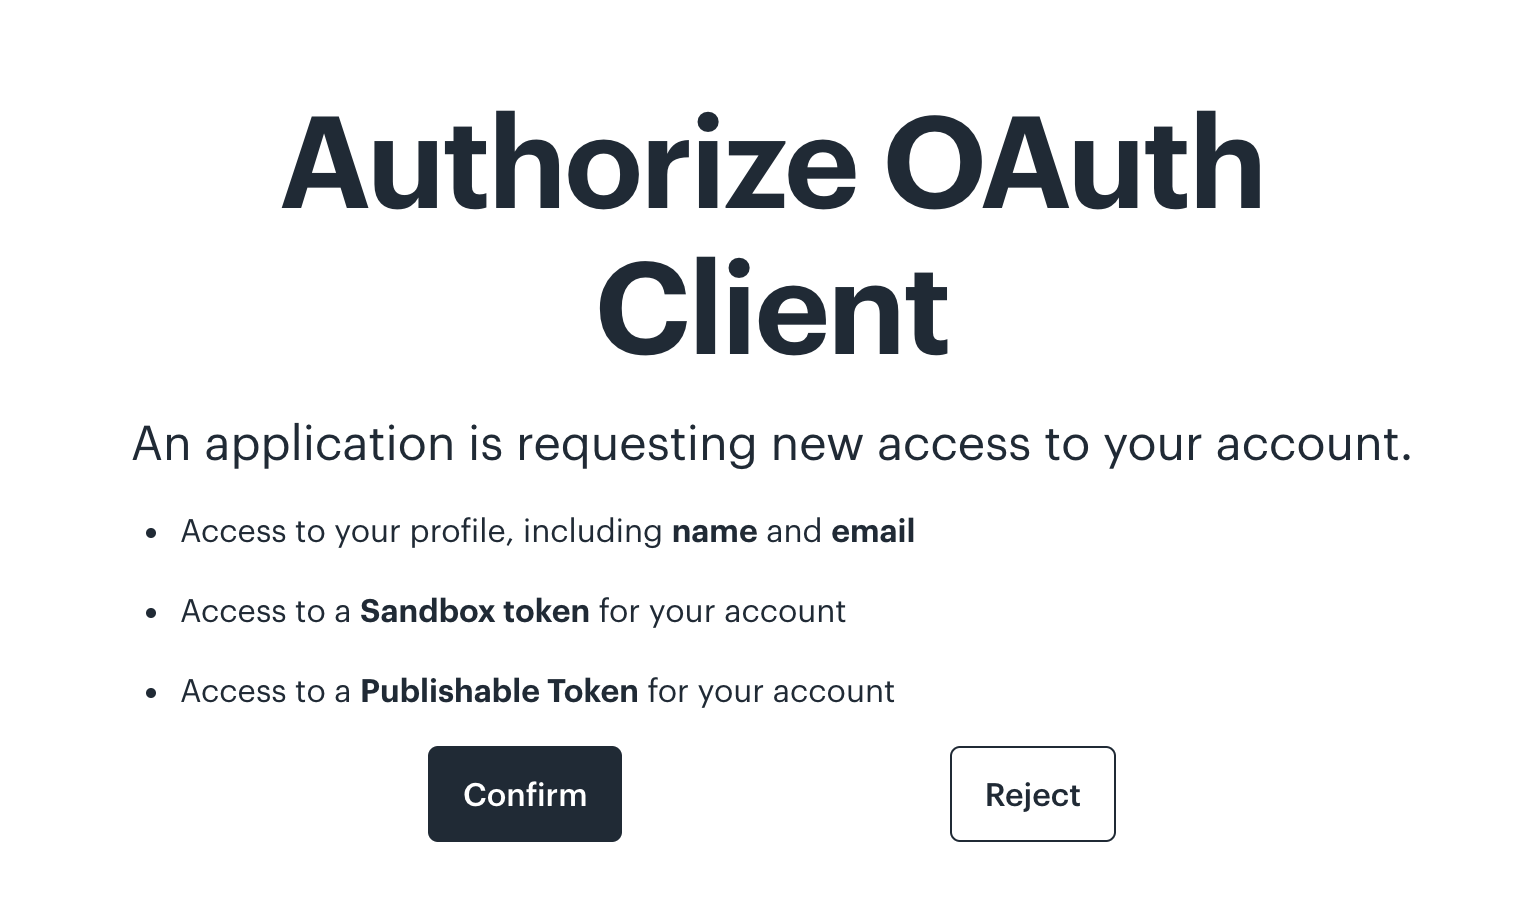 Authorize OAuth
Client
An application is requesting new access to your account.
• Access to your profile, including name and email
• Access to a Sandbox token for your account
• Access to a Publishable Token for your account
Confirm
Reject